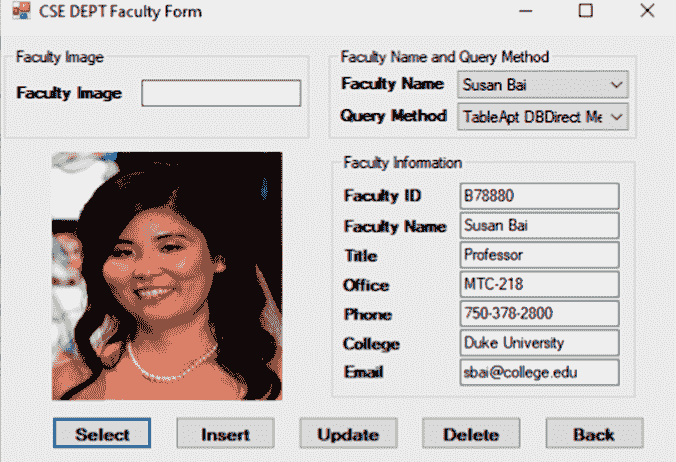 CSE DEPT Faculty Form
Faculty Image
Faculty Image
Faculty Name and Query Method
Faculty Name Susan Bai
Query Method TableApt DBDirect Me
Faculty Information
Faculty ID B78880
Faculty Name Susan Bai
Title Professor
Office MTC-218
Phone 750-378-2800
College Duke University
Email sbai@college.edu
Select Insert Update Delete Back